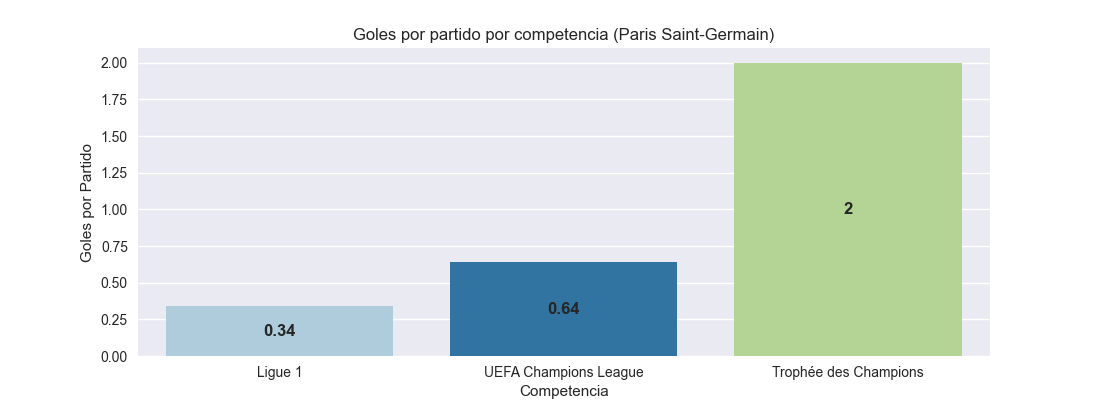 Goles por partido por competencia (Paris Saint-Germain)
Goles por Partido
2.00
1.75
1.50
1.25
1.00
0.75
0.50
0.25
0.00
0.34
0.64
2
Ligue 1
UEFA Champions League
Trophée des Champions
Competencia